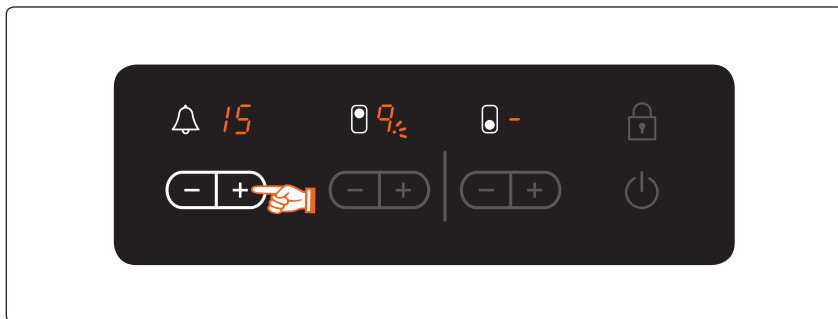 15 9. -
- + - + - +